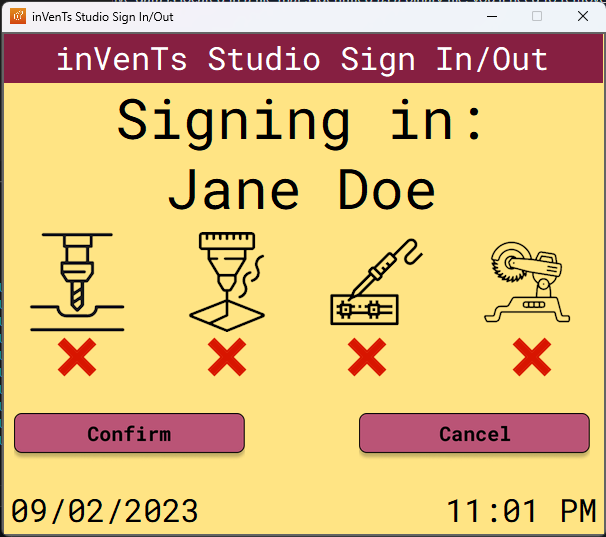 inVenTs Studio Sign In/Out
inVenTs Studio Sign In/Out
Signing in:
Jane Doe
Confirm
Cancel
09/02/2023
11:01 PM